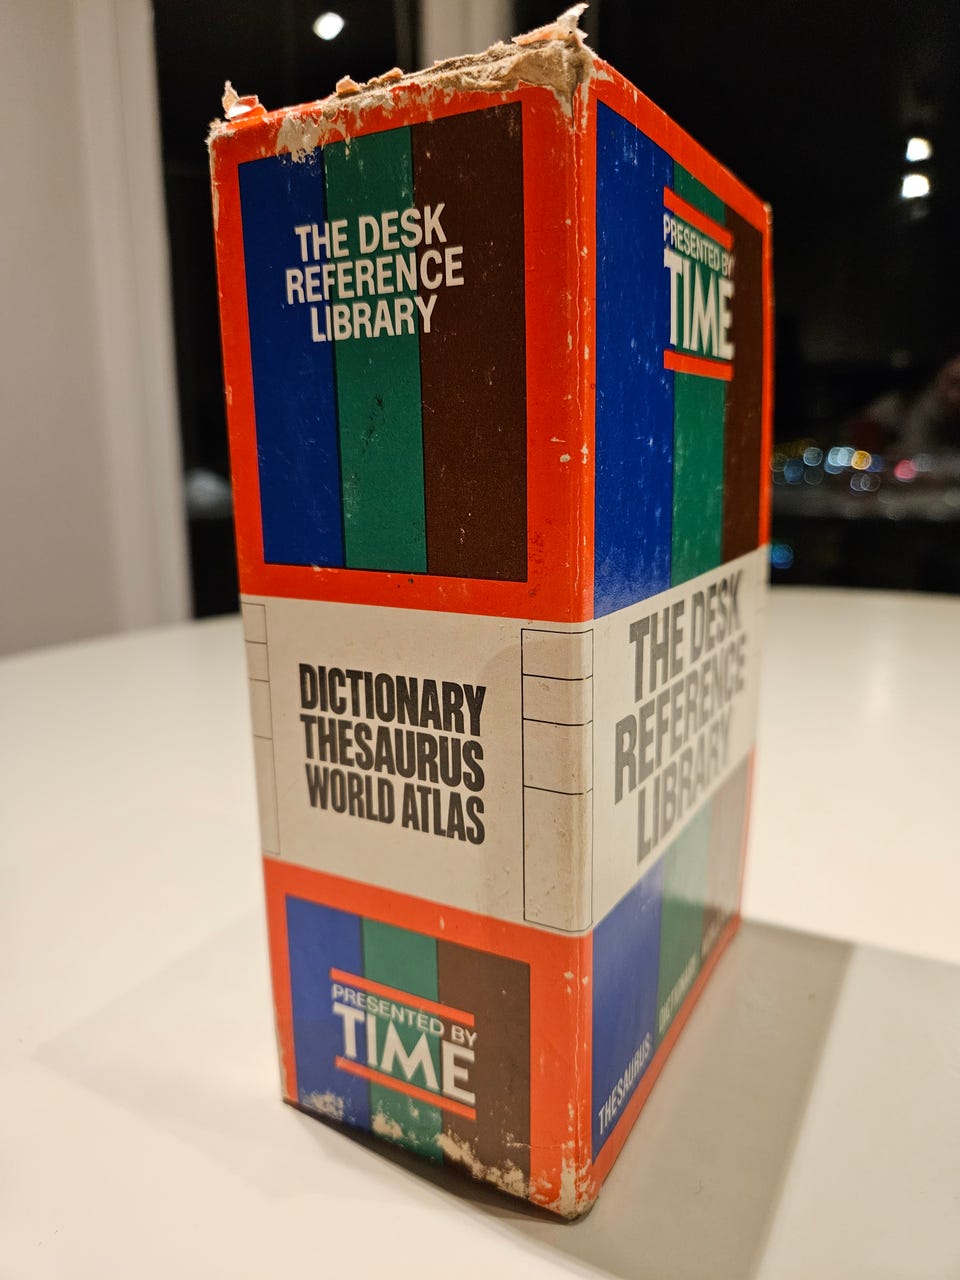 THE DESK
REFERENCE
LIBRARY
DICTIONARY
THESAURUS
WORLD ATLAS
PRESENTED BY
TIME
PRESENTED BY
TIME
THE DESK
REFERENCE
LIBRARY
THESAURUS
DICTIONARY